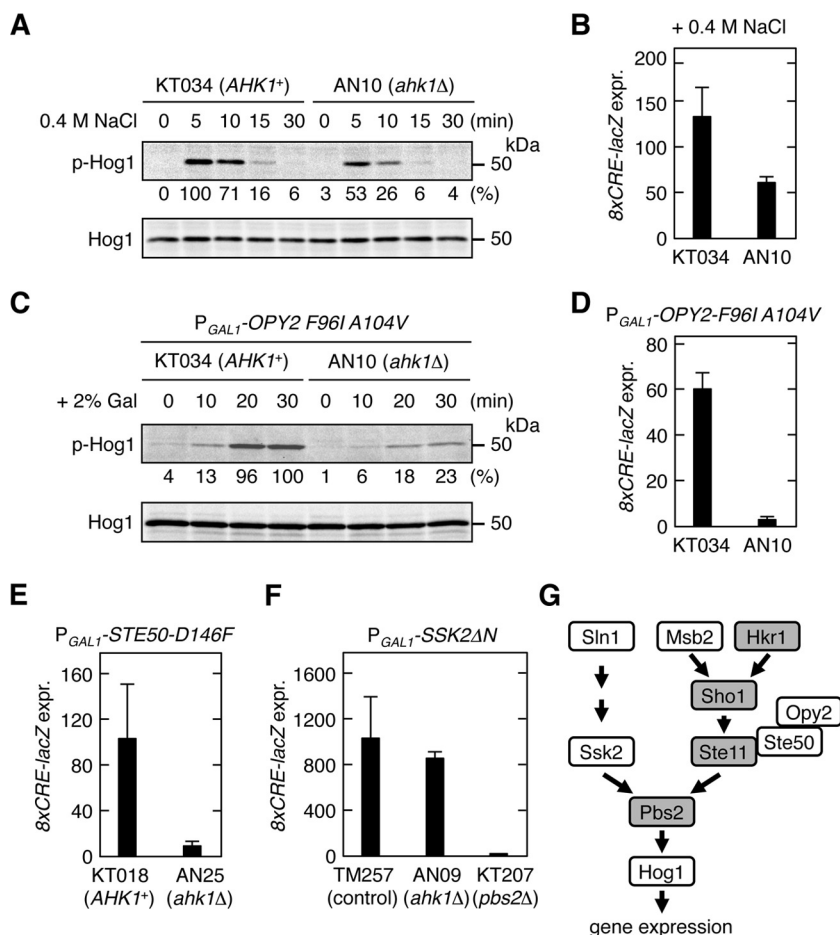 A
KT034 (AHK1+) AN10 (ahk1Δ)
0.4 M NaCl 0 5 10 15 30 0 5 10 15 30 (min)
kDa
p-Hog1 50
0 100 71 16 6 3 53 26 6 4 (%)
Hog1 50
B
+ 0.4 M NaCl
8xCRE-lacZ expr.
200
150
100
50
0
KT034 AN10
C
PGAL1-OPY2 F96I A104V
KT034 (AHK1+) AN10 (ahk1Δ)
+ 2% Gal 0 10 20 30 0 10 20 30 (min)
kDa
p-Hog1 50
4 13 96 100 1 6 18 23 (%)
Hog1 50
D
PGAL1-OPY2-F96I A104V
8xCRE-lacZ expr.
80
60
40
20
0
KT034 AN10
E
PGAL1-STE50-D146F
8xCRE-lacZ expr.
160
120
80
40
0
KT018 AN25
(AHK1+) (ahk1Δ)
F
PGAL1-SSK2ΔN
8xCRE-lacZ expr.
1600
1200
800
400
0
TM257 AN09 KT207
(control) (ahk1Δ) (pbs2Δ)
G
Sln1 Msb2 Hkr1
Sho1
Opy2
Ssk2 Ste11 Ste50
Pbs2
Hog1
gene expression